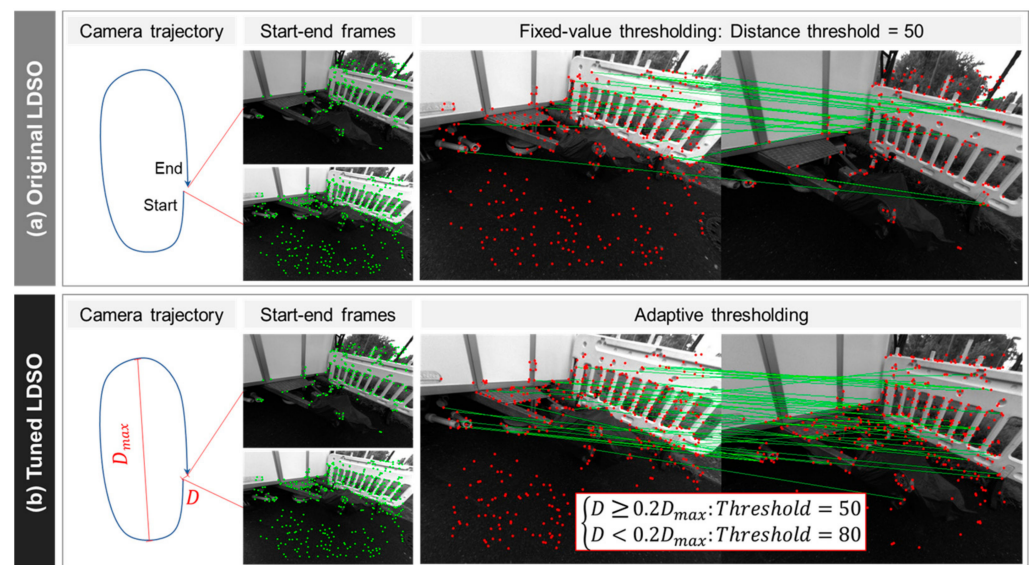 (a) Original LDSO
Camera trajectory
Start-end frames
Fixed-value thresholding: Distance threshold = 50
End
Start
(b) Tuned LDSO
Camera trajectory
Start-end frames
Adaptive thresholding
D_max
D
{D ≥ 0.2D_max: Threshold = 50
D < 0.2D_max: Threshold = 80